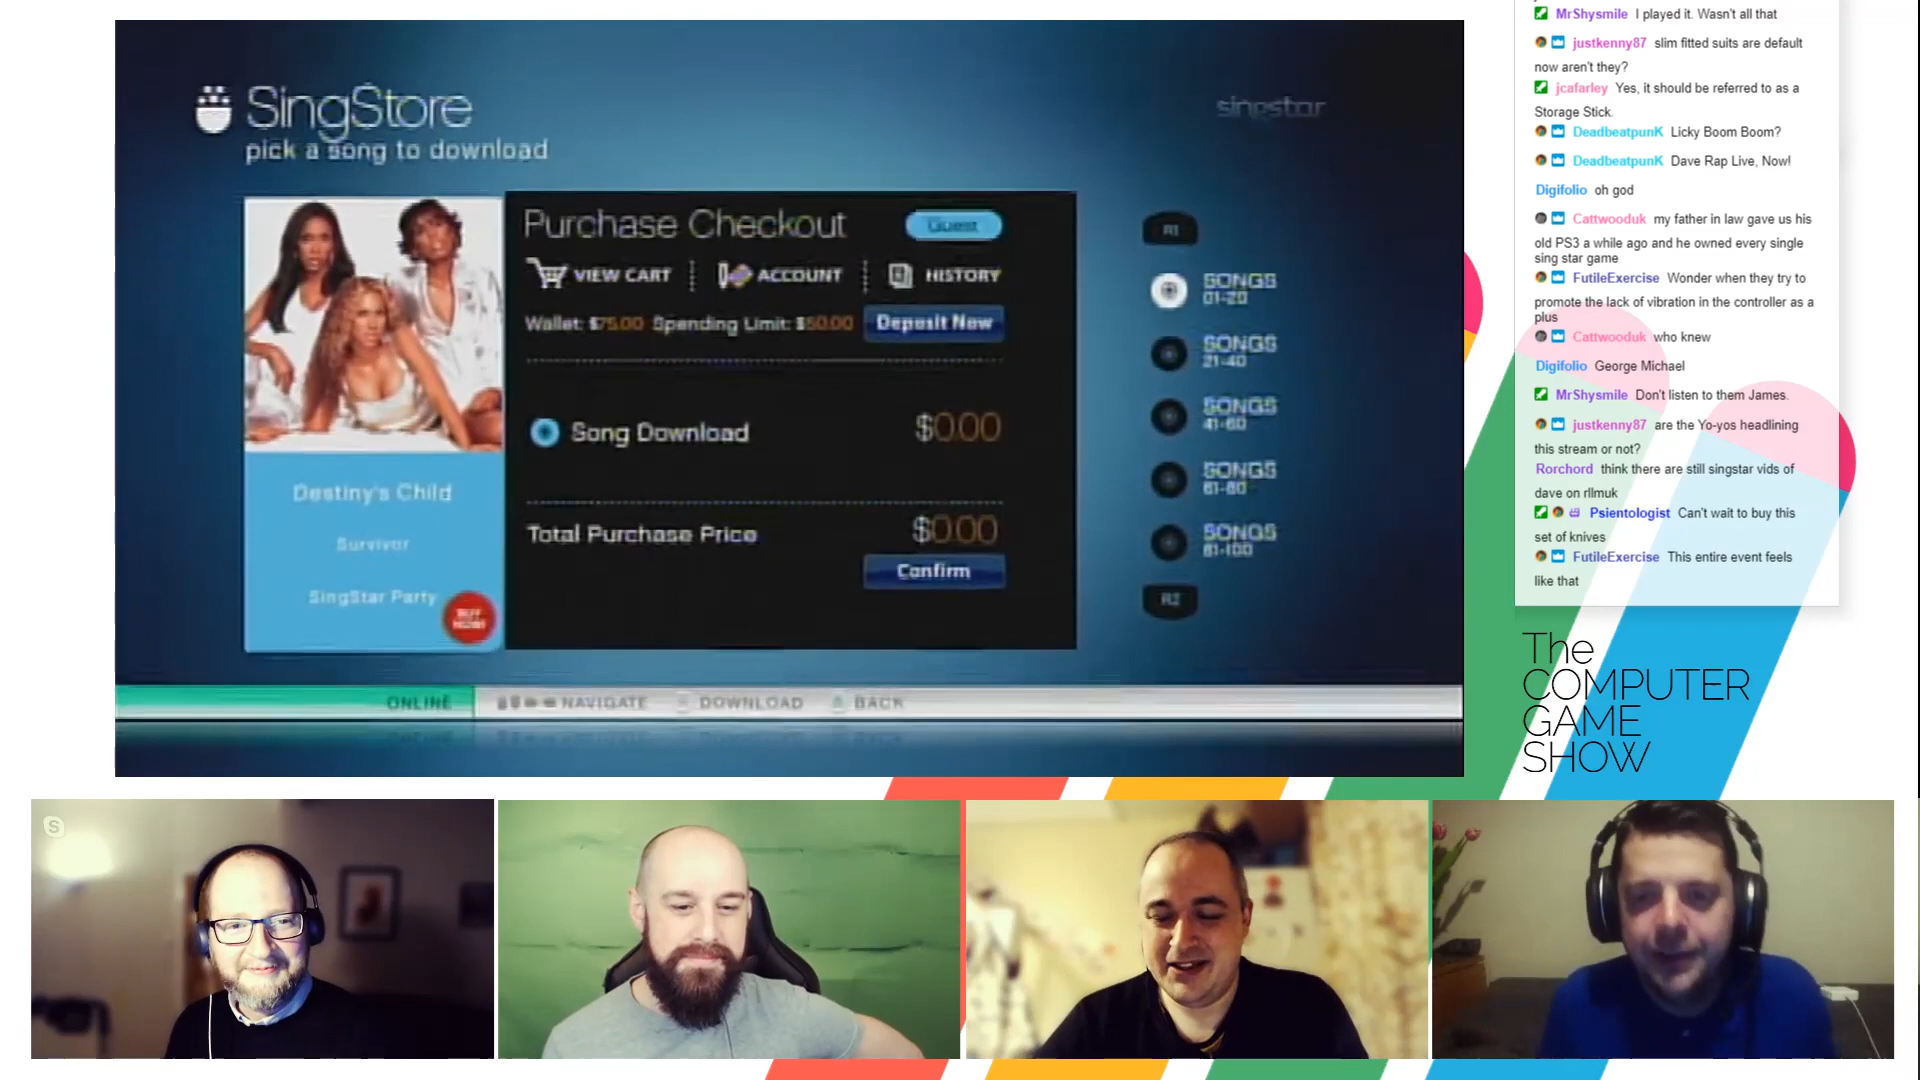 SingStore
pick a song to download
singstar
Purchase Checkout
Guest
VIEW CART
ACCOUNT
HISTORY
Wallet: $75.00 Spending Limit: $50.00
Deposit Now
Song Download
$0.00
Total Purchase Price
$0.00
Confirm
Destiny's Child
Survivor
SingStar Party
BUY
NOW!
R1
SONGS
01-20
SONGS
21-40
SONGS
41-60
SONGS
61-80
SONGS
81-100
R2
ONLINE
NAVIGATE
DOWNLOAD
BACK
MrShysmile I played it. Wasn't all that
justkenny87 slim fitted suits are default
now aren't they?
jcafarley Yes, it should be referred to as a
Storage Stick.
DeadbeatpunK Licky Boom Boom?
DeadbeatpunK Dave Rap Live, Now!
Digifolio oh god
Cattwooduk my father in law gave us his
old PS3 a while ago and he owned every single
sing star game
FutileExercise Wonder when they try to
promote the lack of vibration in the controller as a
plus
Cattwooduk who knew
Digifolio George Michael
MrShysmile Don't listen to them James.
justkenny87 are the Yo-yos headlining
this stream or not?
Rorchord think there are still singstar vids of
dave on rllmuk
Psientologist Can't wait to buy this
set of knives
FutileExercise This entire event feels
like that
The
COMPUTER
GAME
SHOW
S